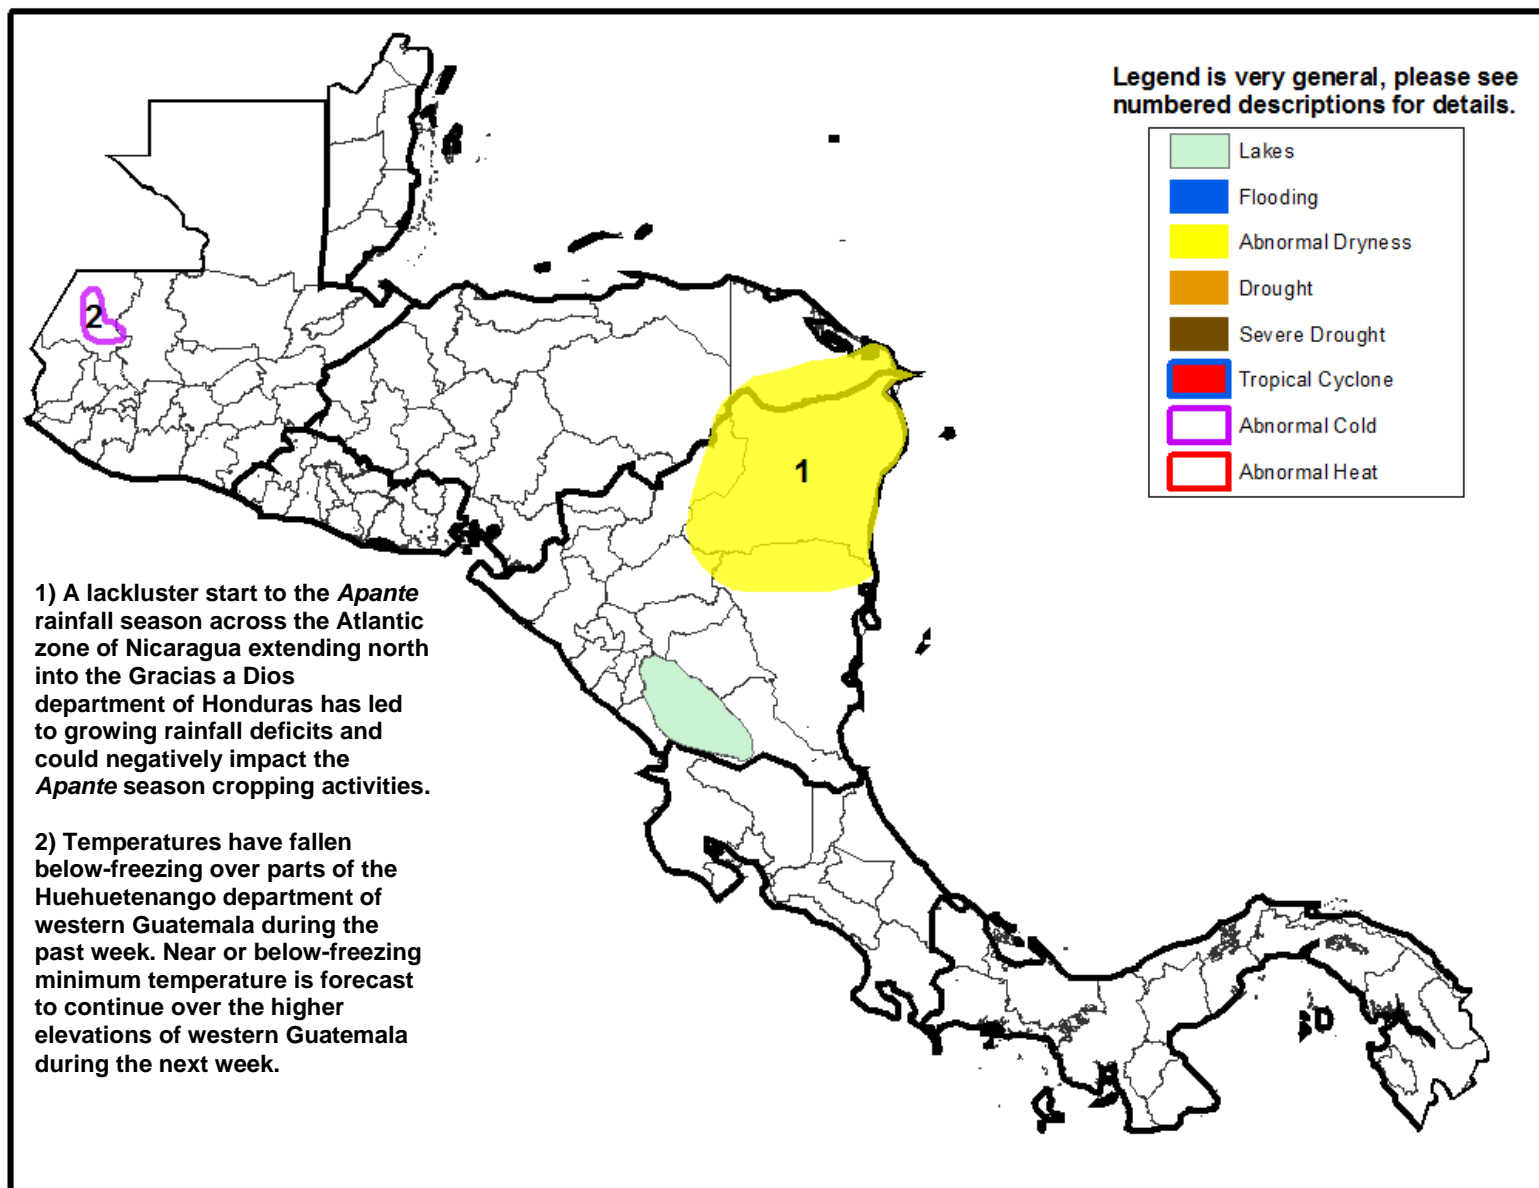 Legend is very general, please see
numbered descriptions for details.
Lakes
Flooding
Abnormal Dryness
Drought
Severe Drought
Tropical Cyclone
Abnormal Cold
Abnormal Heat
2
1
1) A lackluster start to the Apante
rainfall season across the Atlantic
zone of Nicaragua extending north
into the Gracias a Dios
department of Honduras has led
to growing rainfall deficits and
could negatively impact the
Apante season cropping activities.
2) Temperatures have fallen
below-freezing over parts of the
Huehuetenango department of
western Guatemala during the
past week. Near or below-freezing
minimum temperature is forecast
to continue over the higher
elevations of western Guatemala
during the next week.